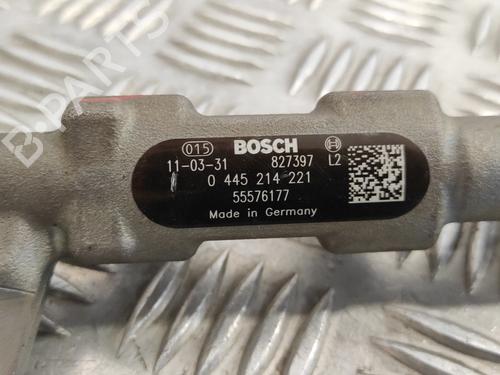 B-PARTS
015 BOSCH
11-03-31 827397 L2
0 445 214 221
55576177
Made in Germany